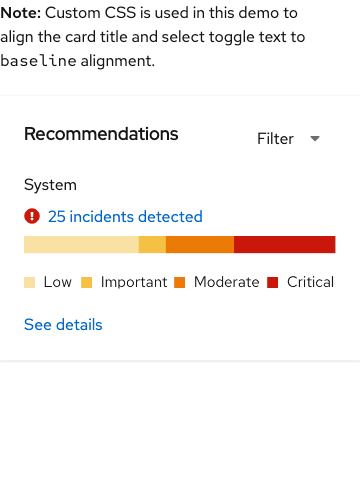 Note: Custom CSS is used in this demo to
align the card title and select toggle text to
baseline alignment.
Recommendations
Filter
System
25 incidents detected
Low Important Moderate Critical
See details